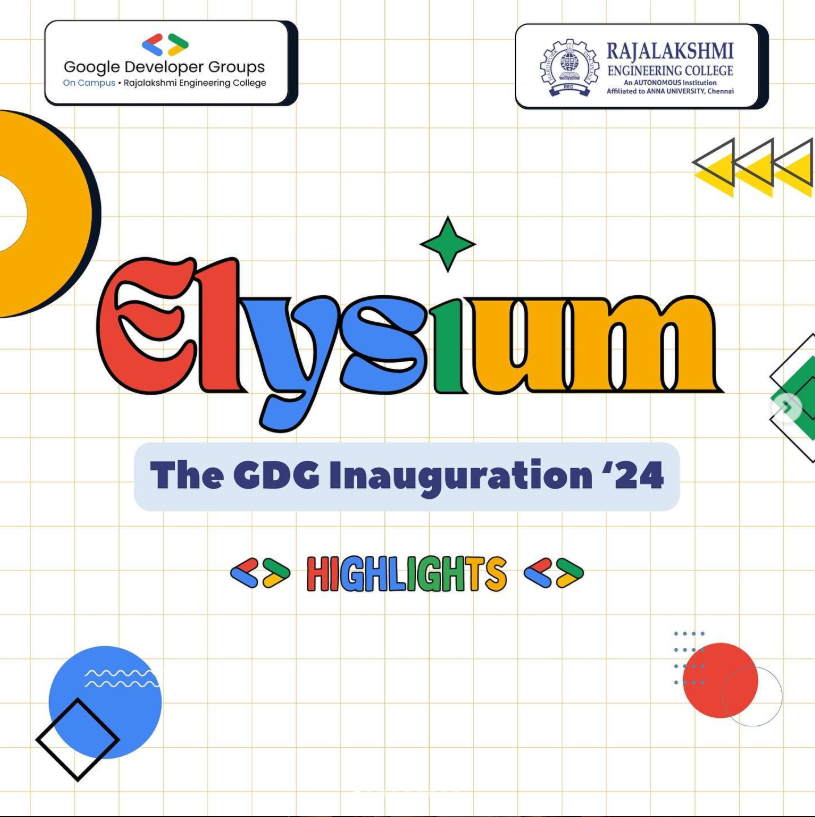 Google Developer Groups
On Campus • Rajalakshmi Engineering College
RAJALAKSHMI
ENGINEERING COLLEGE
An AUTONOMOUS Institution
Affiliated to ANNA UNIVERSITY, Chennai
REC
Elysium
The GDG Inauguration ‘24
<> HIGHLIGHTS <>